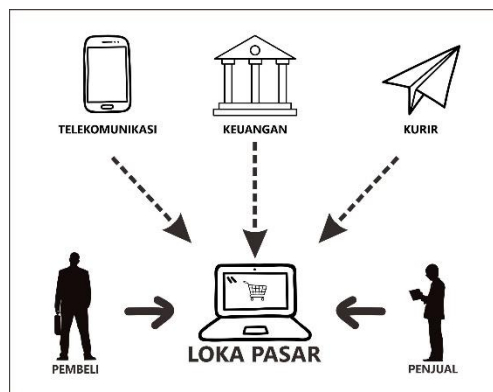 TELEKOMUNIKASI
KEUANGAN
KURIR
PEMBELI
LOKA PASAR
PENJUAL